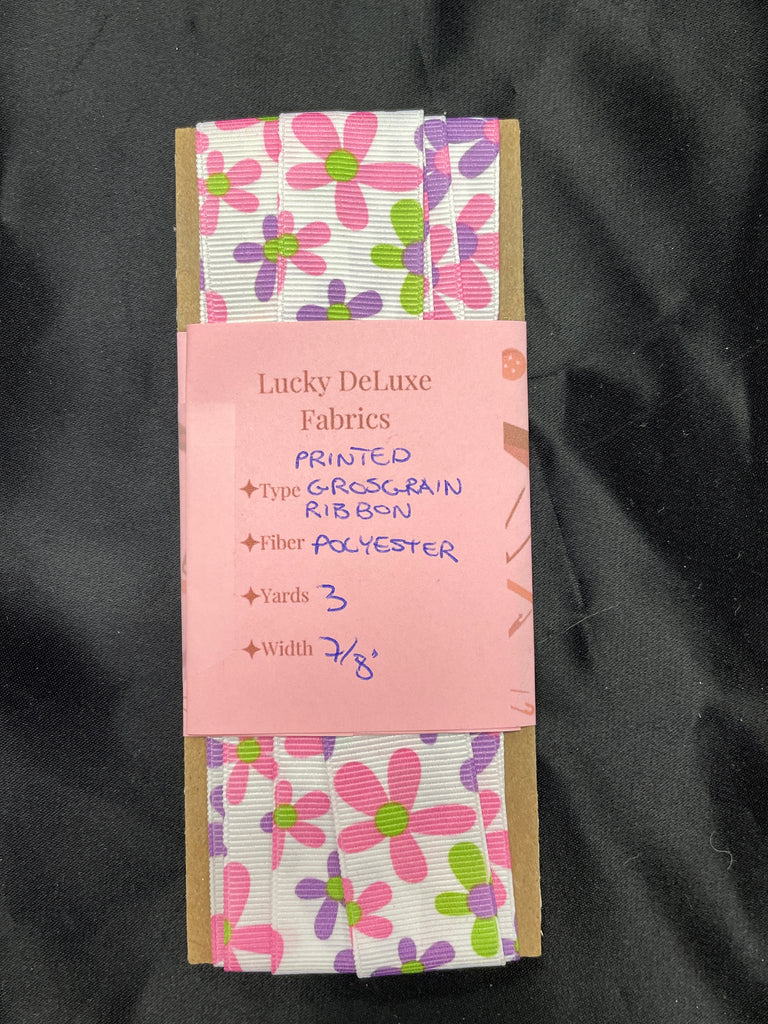 Lucky DeLuxe
Fabrics
PRINTED
Type GROSGRAIN
RIBBON
Fiber POLYESTER
Yards 3
Width 7/8"